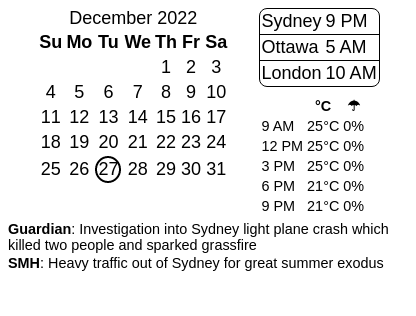 December 2022
Su Mo Tu We Th Fr Sa
1 2 3
4 5 6 7 8 9 10
11 12 13 14 15 16 17
18 19 20 21 22 23 24
25 26 27 28 29 30 31
Sydney 9 PM
Ottawa 5 AM
London 10 AM
°C ☂
9 AM 25°C 0%
12 PM 25°C 0%
3 PM 25°C 0%
6 PM 21°C 0%
9 PM 21°C 0%
Guardian: Investigation into Sydney light plane crash which
killed two people and sparked grassfire
SMH: Heavy traffic out of Sydney for great summer exodus